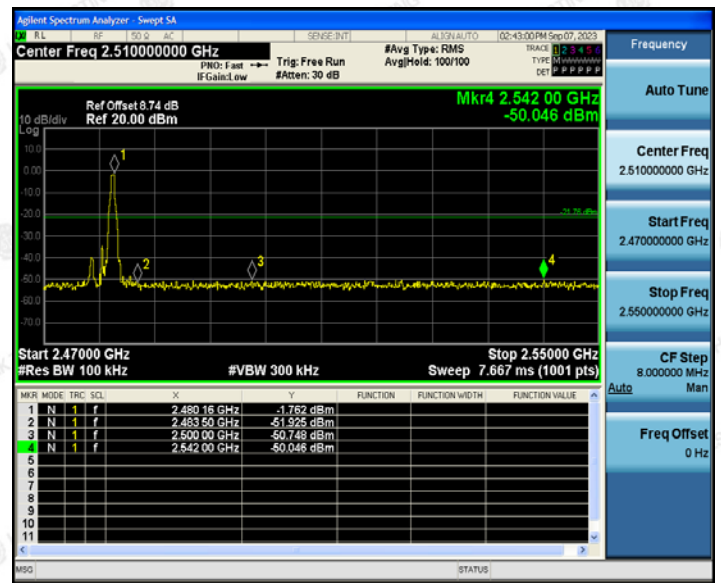 Agilent Spectrum Analyzer - Swept SA
RL RF 50 Ω AC SENSE:INT ALIGNAUTO 02:43:00 PM Sep 07, 2023
Center Freq 2.510000000 GHz
PNO: Fast
IFGain:Low
Trig: Free Run
#Atten: 30 dB
#Avg Type: RMS
Avg|Hold: 100/100
TRACE 1 2 3 4 5 6
TYPE M
DET P P P P P P
Ref Offset 8.74 dB
Ref 20.00 dBm
10 dB/div
Log
Mkr4 2.542 00 GHz
-50.046 dBm
10.0
0.00
-10.0
-20.0
-30.0
-40.0
-50.0
-60.0
-70.0
1
2
3
4
-21.76 dBm
Start 2.47000 GHz Stop 2.55000 GHz
#Res BW 100 kHz #VBW 300 kHz Sweep 7.667 ms (1001 pts)
MKR MODE TRC SCL X Y FUNCTION FUNCTION WIDTH FUNCTION VALUE
1 N 1 f 2.480 16 GHz -1.762 dBm
2 N 1 f 2.483 50 GHz -51.925 dBm
3 N 1 f 2.500 00 GHz -50.748 dBm
4 N 1 f 2.542 00 GHz -50.046 dBm
5
6
7
8
9
10
11
MSG STATUS
Frequency
Auto Tune
Center Freq
2.510000000 GHz
Start Freq
2.470000000 GHz
Stop Freq
2.550000000 GHz
CF Step
8.000000 MHz
Auto Man
Freq Offset
0 Hz